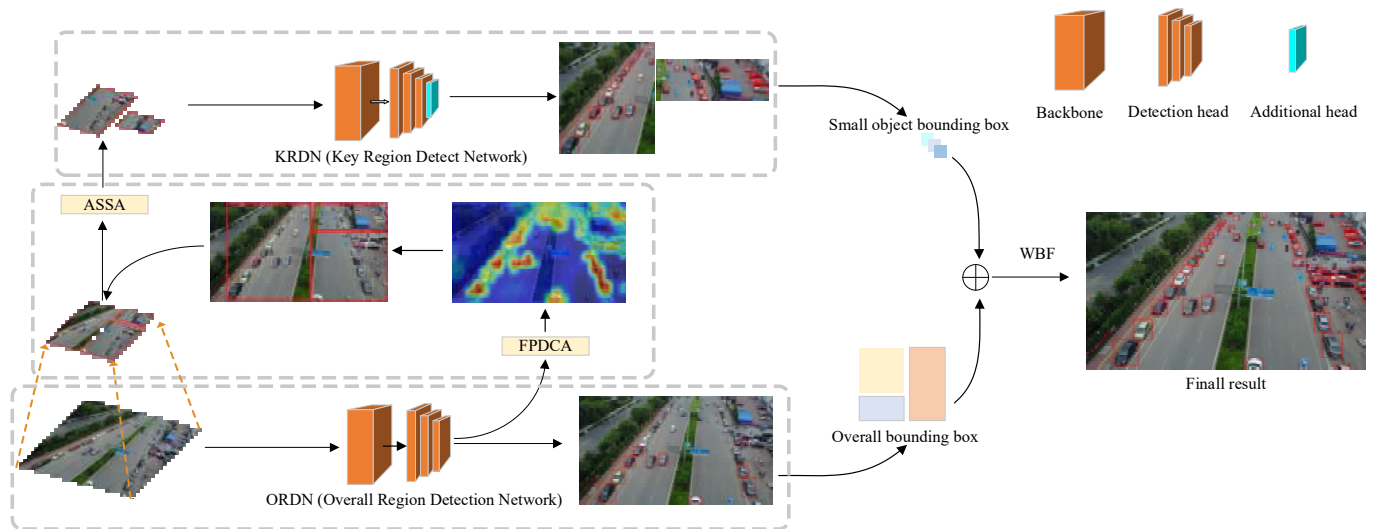 KRDN (Key Region Detect Network)
Small object bounding box
Backbone
Detection head
Additional head
ASSA
FPDCA
WBF
Finall result
Overall bounding box
ORDN (Overall Region Detection Network)